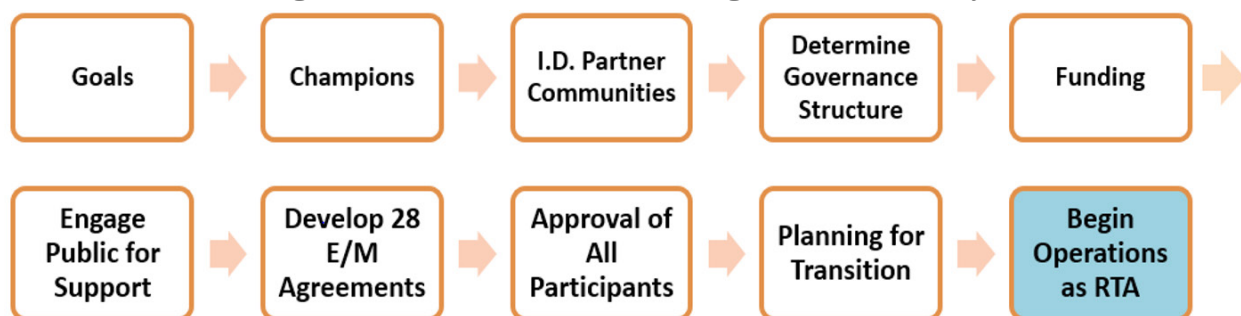 Goals
Champions
I.D. Partner
Communities
Determine
Governance
Structure
Funding
Engage
Public for
Support
Develop 28
E/M
Agreements
Approval of
All
Participants
Planning for
Transition
Begin
Operations
as RTA